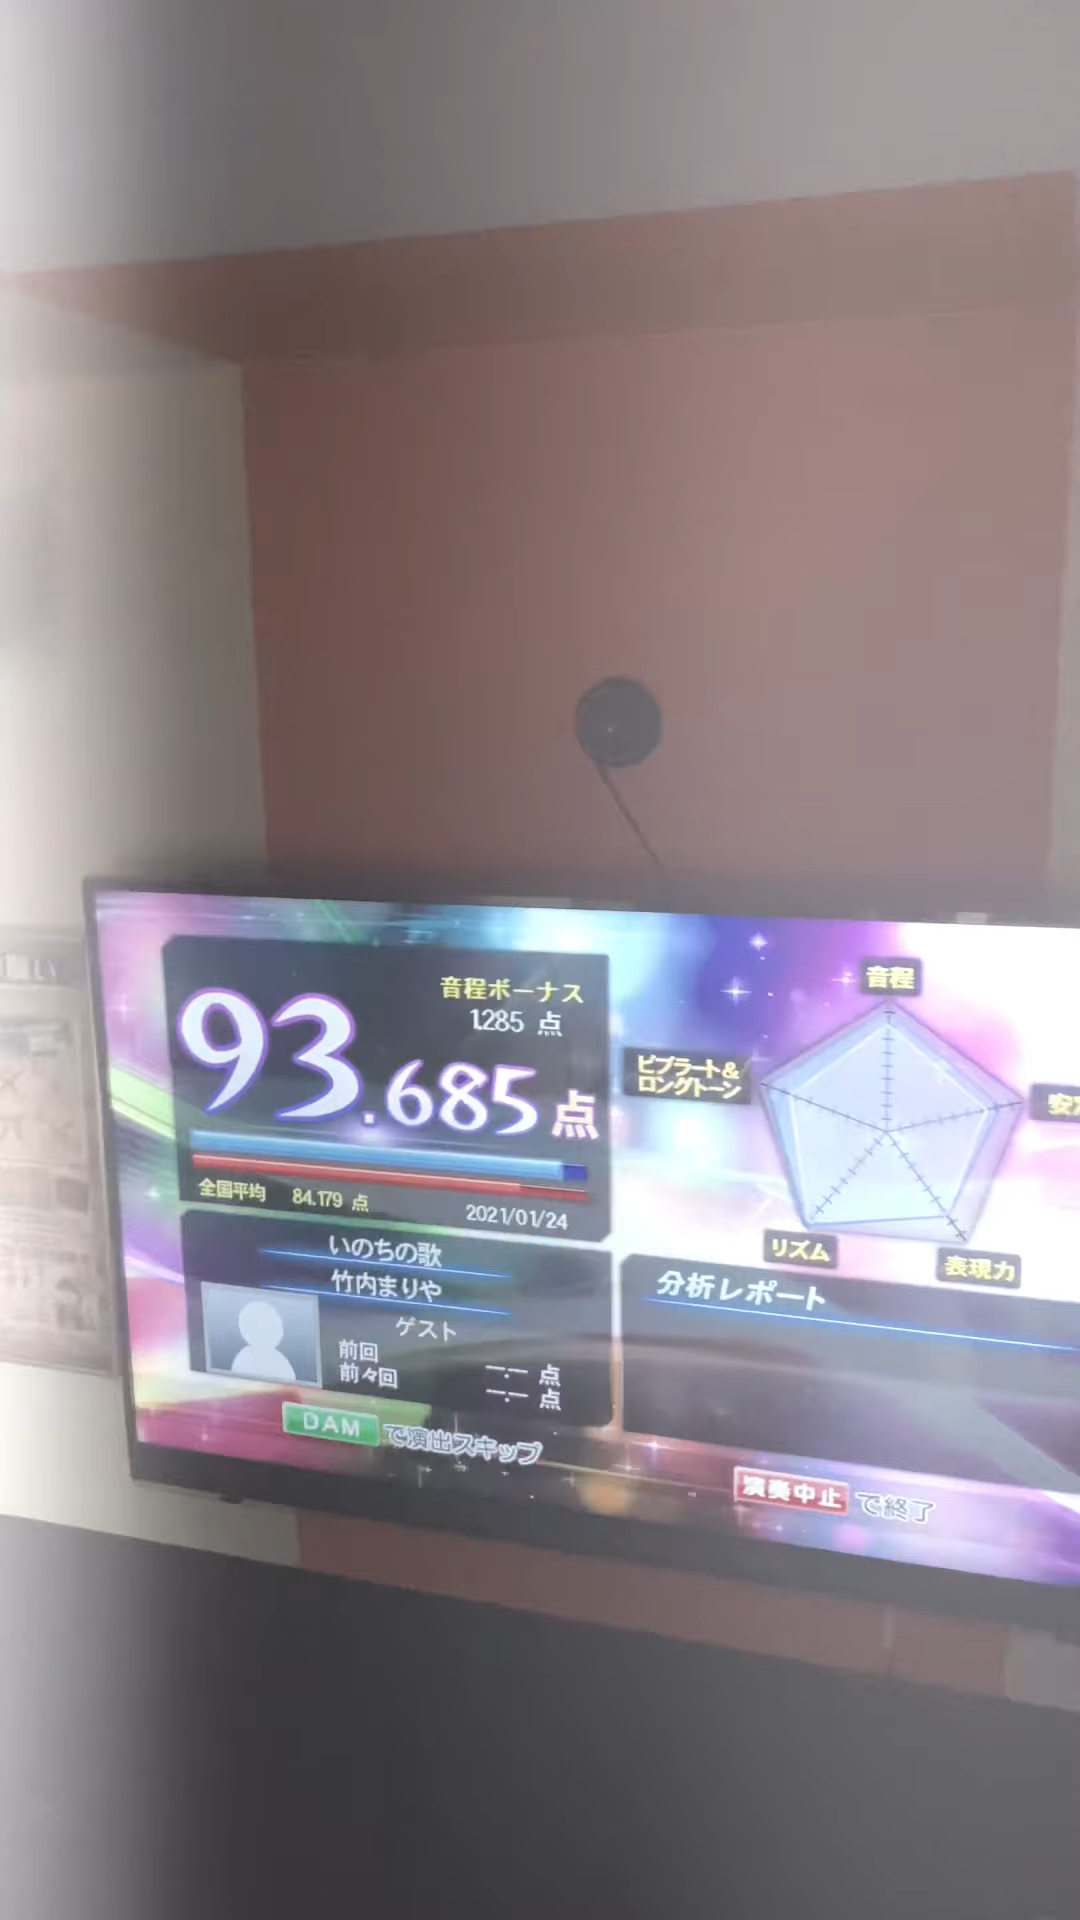 音程ボーナス
1.285 点
93.685点
全国平均 84.179 点
2021/01/24
いのちの歌
竹内まりや
ゲスト
前回 --.-- 点
前々回 --.-- 点
DAM で演出スキップ
音程
ビブラート&
ロングトーン
リズム
表現力
分析レポート
演奏中止 で終了